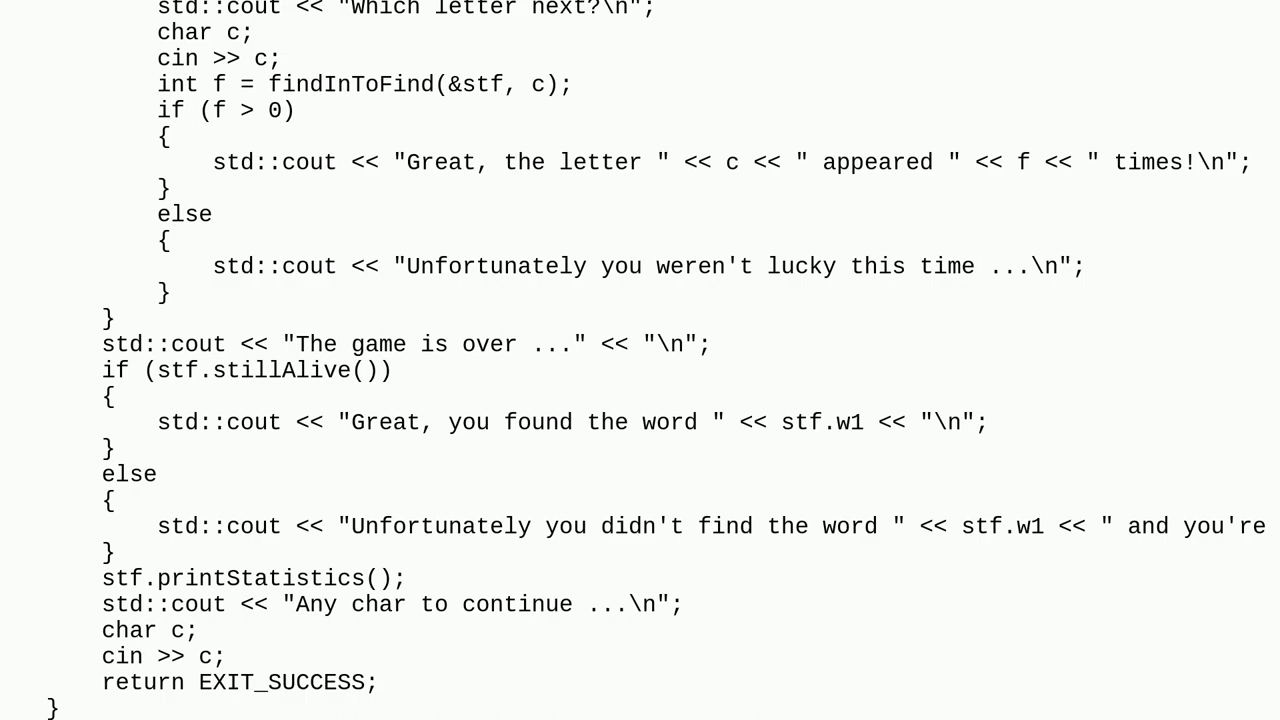 std::cout << "Which letter next?\n";
char c;
cin >> c;
int f = findInToFind(&stf, c);
if (f > 0)
{
std::cout << "Great, the letter " << c << " appeared " << f << " times!\n";
}
else
{
std::cout << "Unfortunately you weren't lucky this time ...\n";
}
}
std::cout << "The game is over ..." << "\n";
if (stf.stillAlive())
{
std::cout << "Great, you found the word " << stf.w1 << "\n";
}
else
{
std::cout << "Unfortunately you didn't find the word " << stf.w1 << " and you're
}
stf.printStatistics();
std::cout << "Any char to continue ...\n";
char c;
cin >> c;
return EXIT_SUCCESS;
}